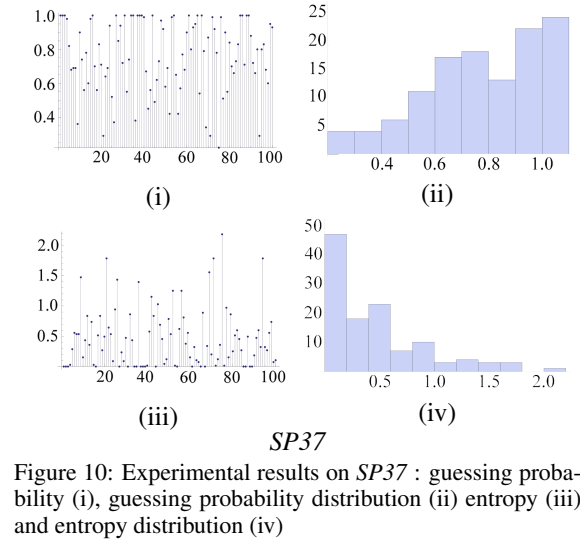 1.0
0.8
0.6
0.4
20 40 60 80 100
(i)
25
20
15
10
5
0.4 0.6 0.8 1.0
(ii)
2.0
1.5
1.0
0.5
20 40 60 80 100
(iii)
50
40
30
20
10
0.5 1.0 1.5 2.0
(iv)
SP37
Figure 10: Experimental results on SP37 : guessing proba-
bility (i), guessing probability distribution (ii) entropy (iii)
and entropy distribution (iv)